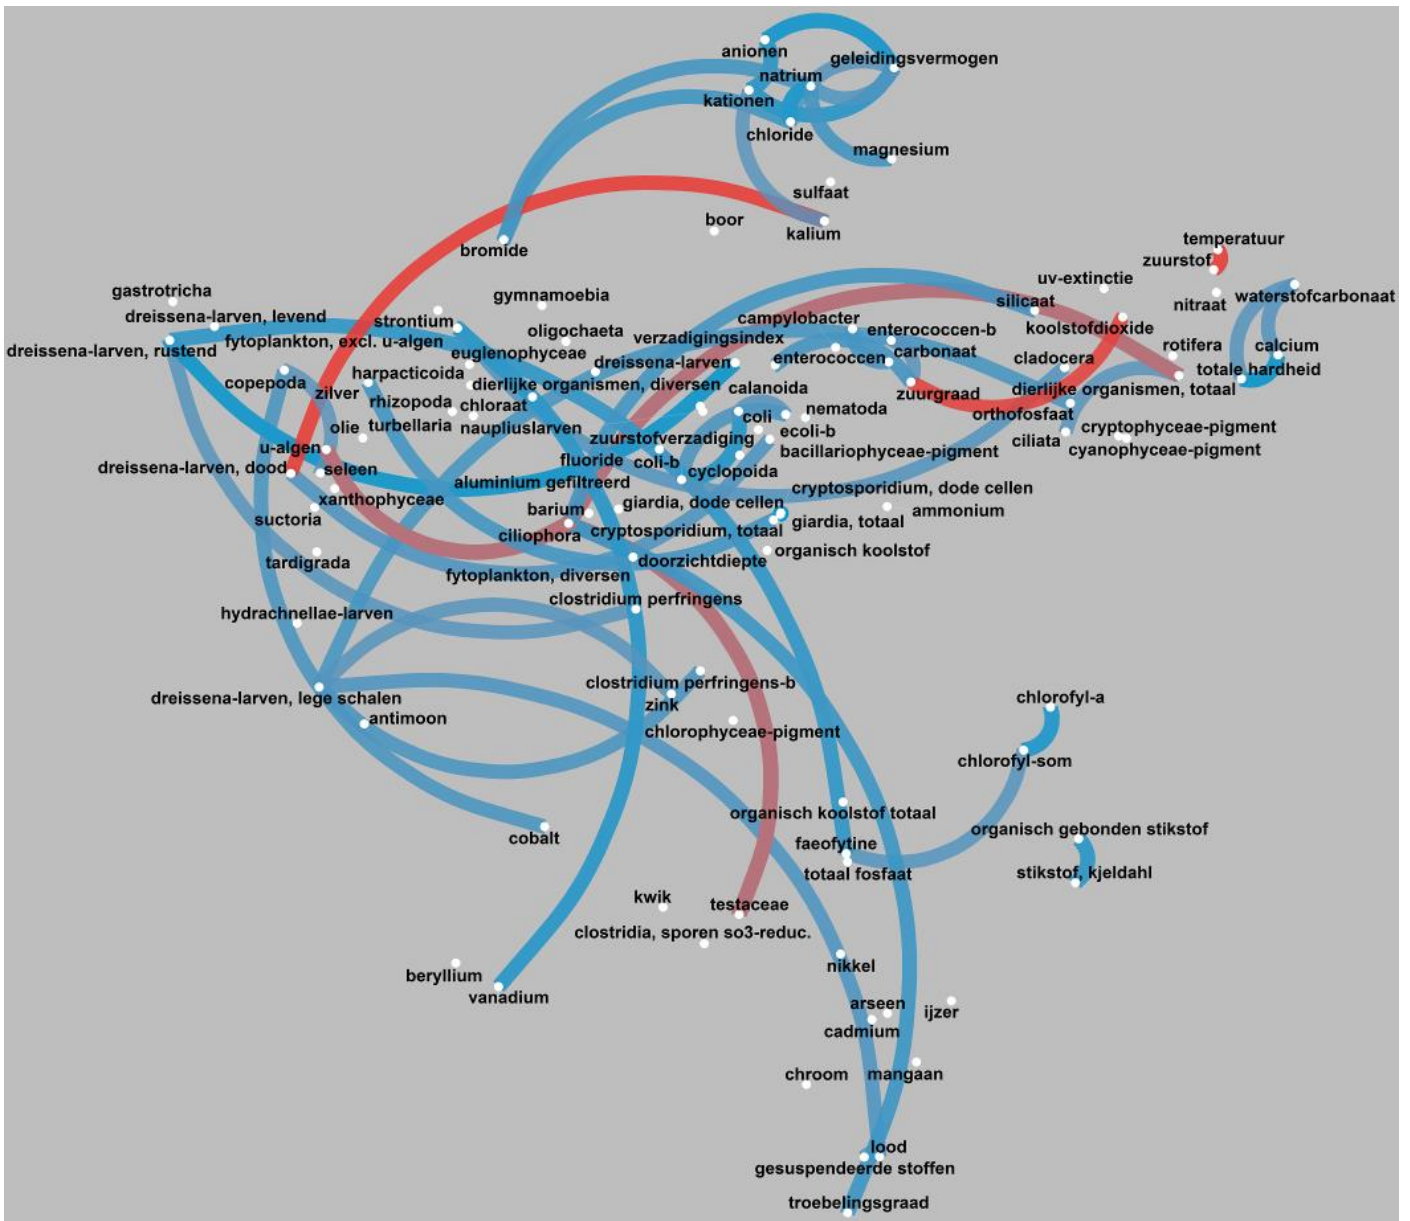 anionen
geleidingsvermogen
natrium
kationen
chloride
magnesium
sulfaat
boor
kalium
bromide
temperatuur
zuurstof
uv-extinctie
gastrotricha
gymnamoebia
silicaat
nitraat
waterstofcarbonaat
dreissena-larven, levend
strontium
campylobacter
koolstofdioxide
oligochaeta
enterococcen-b
fytoplankton, excl. u-algen
verzadigingsindex
rotifera
calcium
dreissena-larven, rustend
euglenophyceae
enterococcen
carbonaat
cladocera
dreissena-larven
totale hardheid
copepoda
harpacticoida
dierlijke organismen, diversen
calanoida
dierlijke organismen, totaal
zilver
rhizopoda
chloraat
zuurgraad
nematoda
orthofosfaat
olie
turbellaria
naupliuslarven
coli
ecoli-b
cryptophyceae-pigment
ciliata
zuurstofverzadiging
u-algen
bacillariophyceae-pigment
cyanophyceae-pigment
dreissena-larven, dood
seleen
fluoride
coli-b
cyclopoida
aluminium gefiltreerd
cryptosporidium, dode cellen
xanthophyceae
giardia, dode cellen
suctoria
barium
ammonium
giardia, totaal
ciliophora
cryptosporidium, totaal
organisch koolstof
tardigrada
doorzichtdiepte
fytoplankton, diversen
clostridium perfringens
hydrachnellae-larven
clostridium perfringens-b
dreissena-larven, lege schalen
zink
chlorofyl-a
antimoon
chlorophyceae-pigment
chlorofyl-som
organisch koolstof totaal
organisch gebonden stikstof
cobalt
faeofytine
totaal fosfaat
stikstof, kjeldahl
kwik
testaceae
clostridia, sporen so3-reduc.
nikkel
beryllium
vanadium
arseen
ijzer
cadmium
chroom
mangaan
lood
gesuspendeerde stoffen
troebelingsgraad